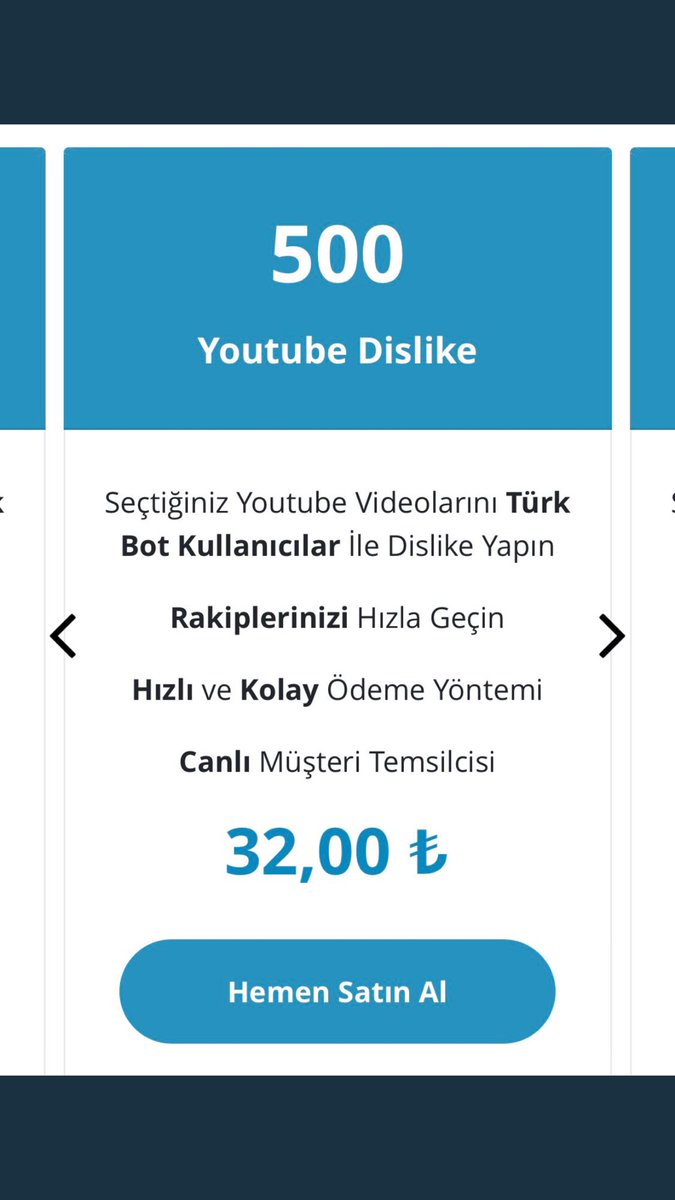 500
Youtube Dislike
Seçtiğiniz Youtube Videolarını Türk
Bot Kullanıcılar İle Dislike Yapın
Rakiplerinizi Hızla Geçin
Hızlı ve Kolay Ödeme Yöntemi
Canlı Müşteri Temsilcisi
32,00 ₺
Hemen Satın Al